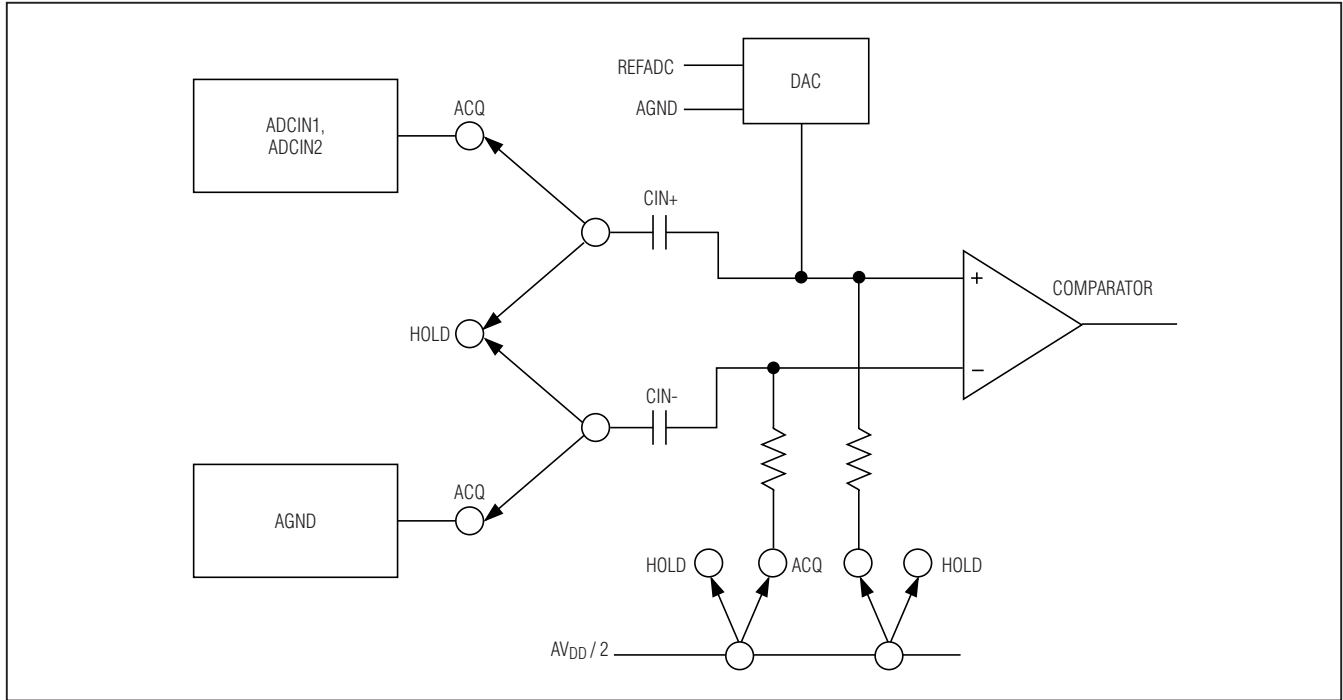 REFADC
AGND
DAC
ADCIN1,
ADCIN2
ACQ
CIN+
HOLD
+
COMPARATOR
−
CIN-
AGND
ACQ
HOLD
ACQ
HOLD
AVDD / 2